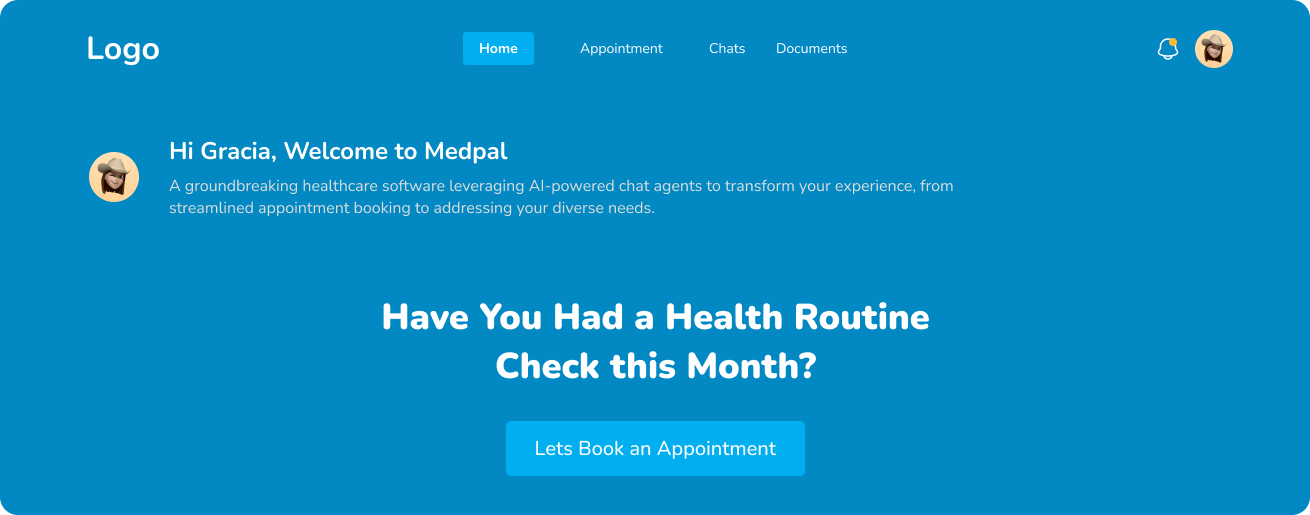 Logo
Home
Appointment
Chats
Documents
Hi Gracia, Welcome to Medpal
A groundbreaking healthcare software leveraging AI-powered chat agents to transform your experience, from
streamlined appointment booking to addressing your diverse needs.
Have You Had a Health Routine
Check this Month?
Lets Book an Appointment